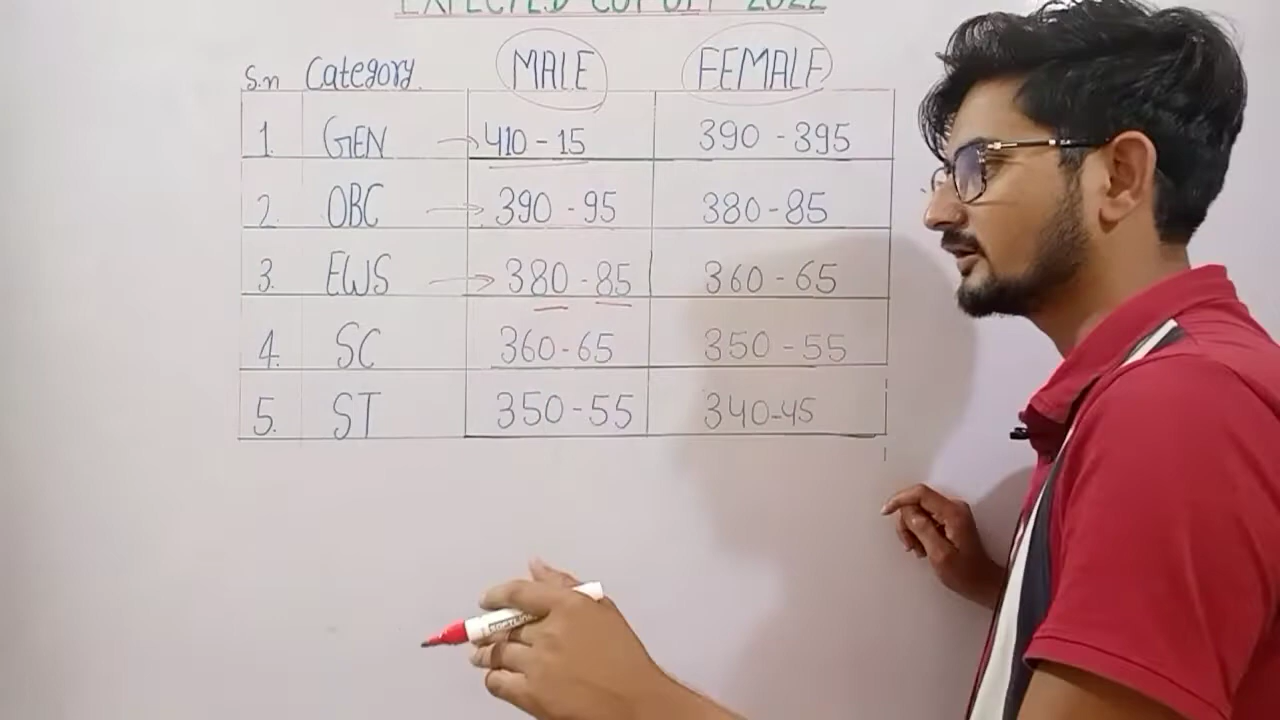 EXPECTED CUT OFF 2022
S.n Category MALE FEMALE
1. GEN → 410 - 15 390 - 395
2. OBC → 390 - 95 380 - 85
3. EWS → 380 - 85 360 - 65
4. SC 360 - 65 350 - 55
5. ST 350 - 55 340 - 45